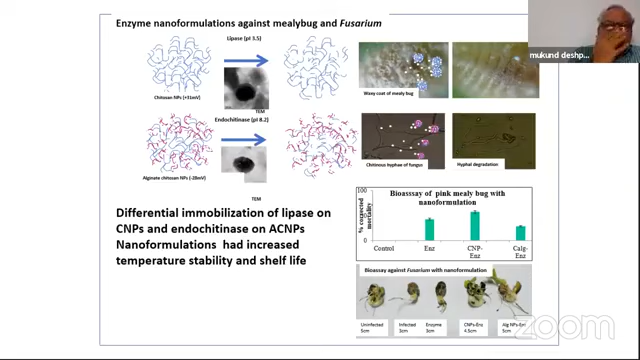 Enzyme nanoformulations against mealybug and Fusarium
mukund deshp...
Lipase (pI 3.5)
Chitosan NPs (+31mV)
TEM
Waxy coat of mealy bug
Endochitinase (pI 8.2)
Alginate chitosan NPs (-28mV)
TEM
Chitinous hyphae of fungus
Hyphal degradation
Differential immobilization of lipase on
CNPs and endochitinase on ACNPs
Nanoformulations had increased
temperature stability and shelf life
Bioasssay of pink mealy bug with
nanoformulation
% corrected
mortality
100
50
0
Control
Enz
CNP-
Enz
Calg-
Enz
Bioassay against Fusarium with nanoformulation
Uninfected
5cm
Infected
3cm
Enzyme
3cm
CNPs-Enz
4.5cm
Alg NPs-En
5cm
zoom